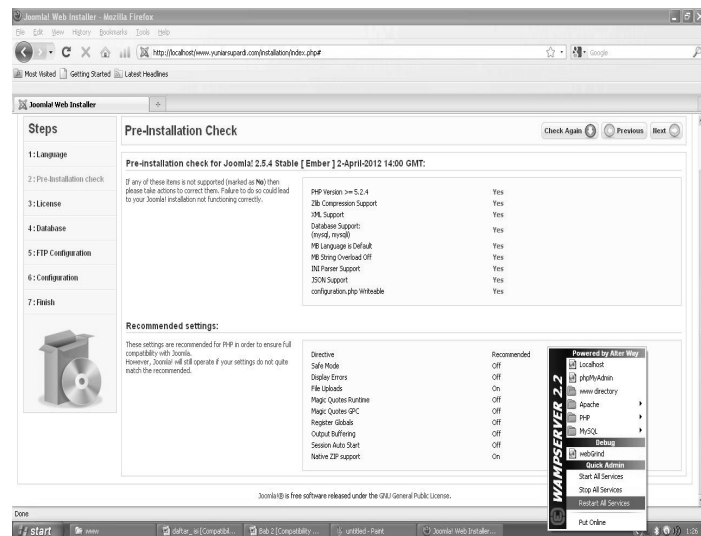 Joomla! Web Installer - Mozilla Firefox
File Edit View History Bookmarks Tools Help
http://localhost/www.yuniarsupardi.com/installation/index.php#
Google
Most Visited Getting Started Latest Headlines
Joomla! Web Installer
Steps
1 : Language
2 : Pre-Installation check
3 : License
4 : Database
5 : FTP Configuration
6 : Configuration
7 : Finish
Pre-Installation Check
Check Again Previous Next
Pre-installation check for Joomla! 2.5.4 Stable [ Ember ] 2-April-2012 14:00 GMT:
If any of these items is not supported (marked as No) then
please take actions to correct them. Failure to do so could lead
to your Joomla! installation not functioning correctly.
PHP Version >= 5.2.4 Yes
Zlib Compression Support Yes
XML Support Yes
Database Support:
(mysql, mysqli) Yes
MB Language is Default Yes
MB String Overload Off Yes
INI Parser Support Yes
JSON Support Yes
configuration.php Writeable Yes
Recommended settings:
These settings are recommended for PHP in order to ensure full
compatibility with Joomla.
However, Joomla! will still operate if your settings do not quite
match the recommended.
Directive Recommended
Safe Mode Off
Display Errors Off
File Uploads On
Magic Quotes Runtime Off
Magic Quotes GPC Off
Register Globals Off
Output Buffering Off
Session Auto Start Off
Native ZIP support On
WAMPSERVER 2.2
Powered by Alter Way
Localhost
phpMyAdmin
www directory
Apache
PHP
MySQL
Debug
webGrind
Quick Admin
Start All Services
Stop All Services
Restart All Services
Put Online
Joomla!® is free software released under the GNU General Public License.
Done
start
www
daftar_isi [Compatibil...
Bab 2 [Compatibility ...
untitled - Paint
Joomla! Web Installer...
1:26